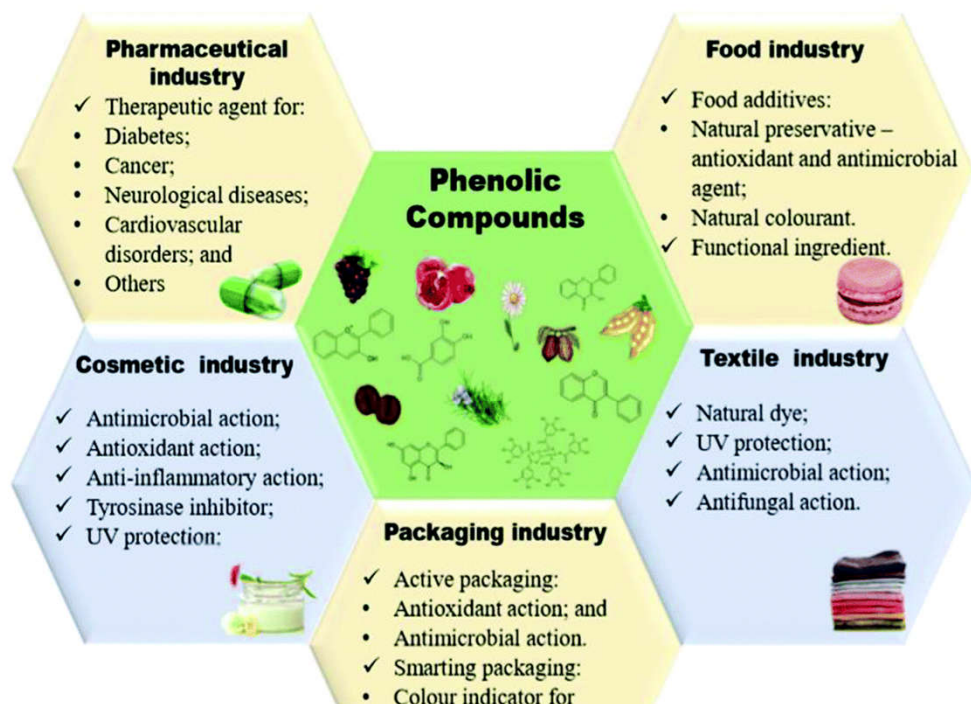 Pharmaceutical
industry
✓ Therapeutic agent for:
• Diabetes;
• Cancer;
• Neurological diseases;
• Cardiovascular
disorders; and
• Others
Food industry
✓ Food additives:
• Natural preservative –
antioxidant and antimicrobial
agent;
• Natural colourant.
✓ Functional ingredient.
Phenolic
Compounds
Cosmetic industry
✓ Antimicrobial action;
✓ Antioxidant action;
✓ Anti-inflammatory action;
✓ Tyrosinase inhibitor;
✓ UV protection;
Textile industry
✓ Natural dye;
✓ UV protection;
✓ Antimicrobial action;
✓ Antifungal action.
Packaging industry
✓ Active packaging:
• Antioxidant action; and
• Antimicrobial action.
✓ Smarting packaging:
• Colour indicator for